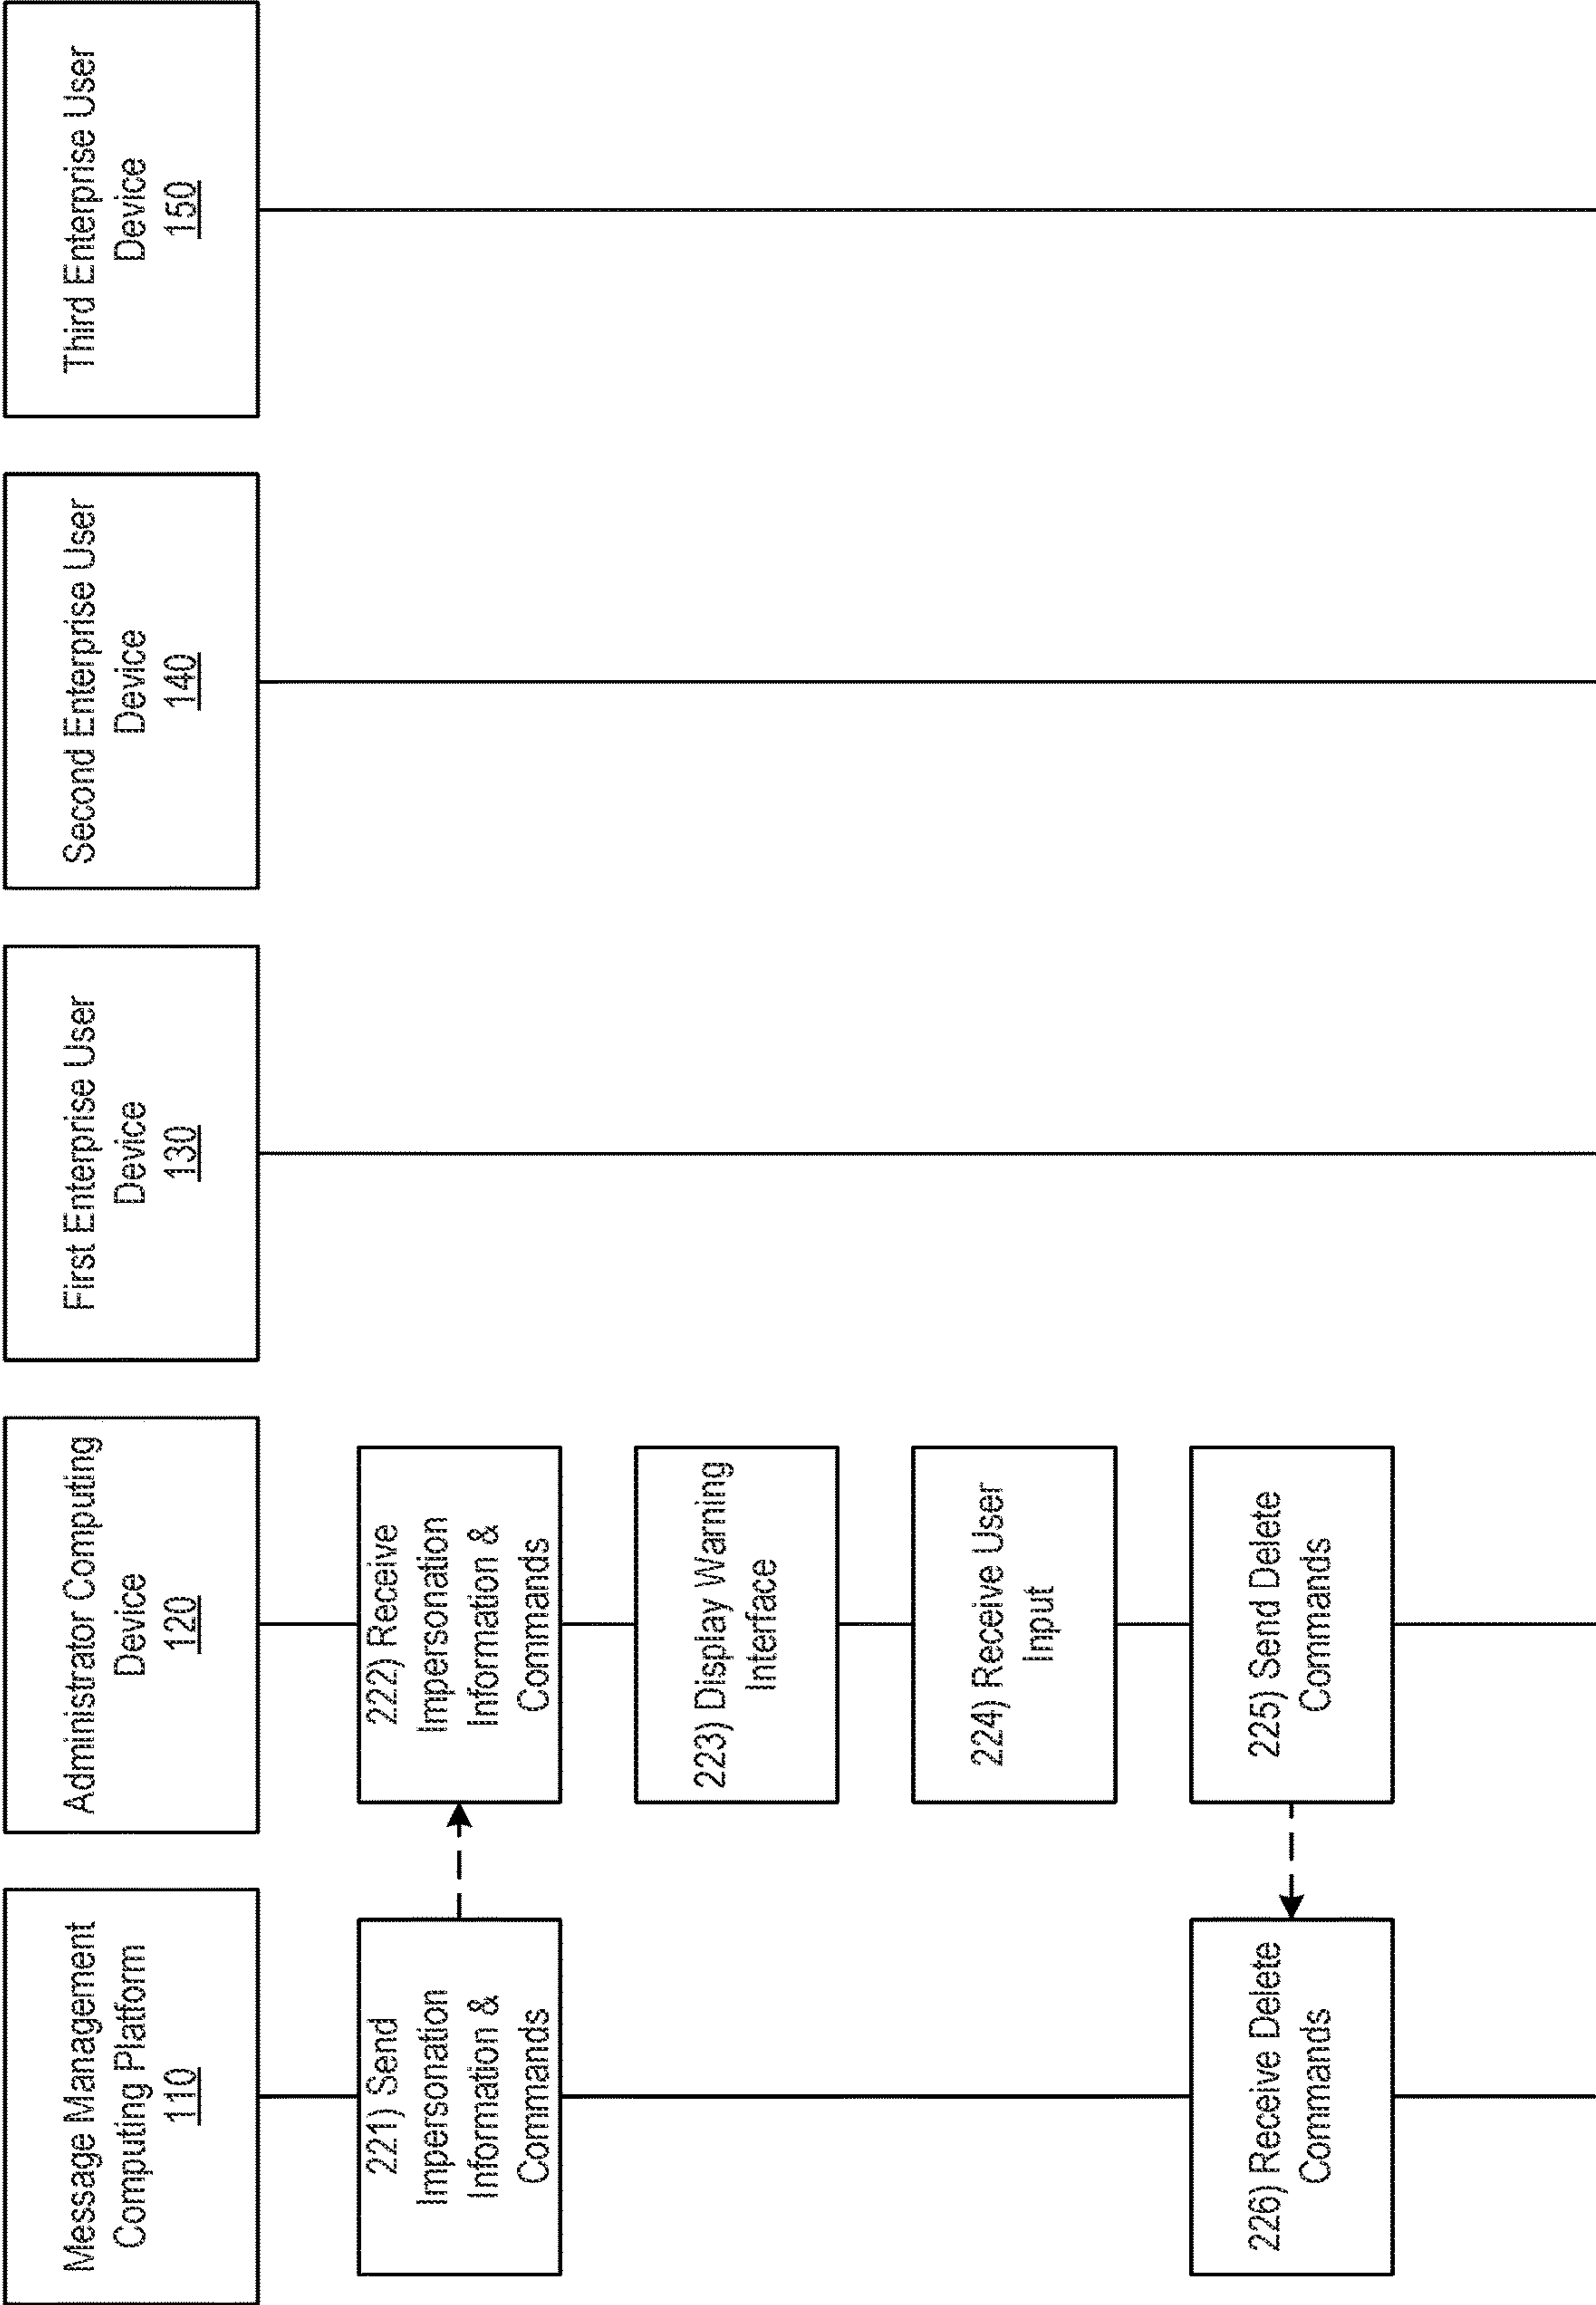 Message Management
Computing Platform
110
Administrator Computing
Device
120
First Enterprise User
Device
130
Second Enterprise User
Device
140
Third Enterprise User
Device
150
221) Send
Impersonation
Information &
Commands
222) Receive
Impersonation
Information &
Commands
223) Display Warning
Interface
224) Receive User
Input
225) Send Delete
Commands
226) Receive Delete
Commands